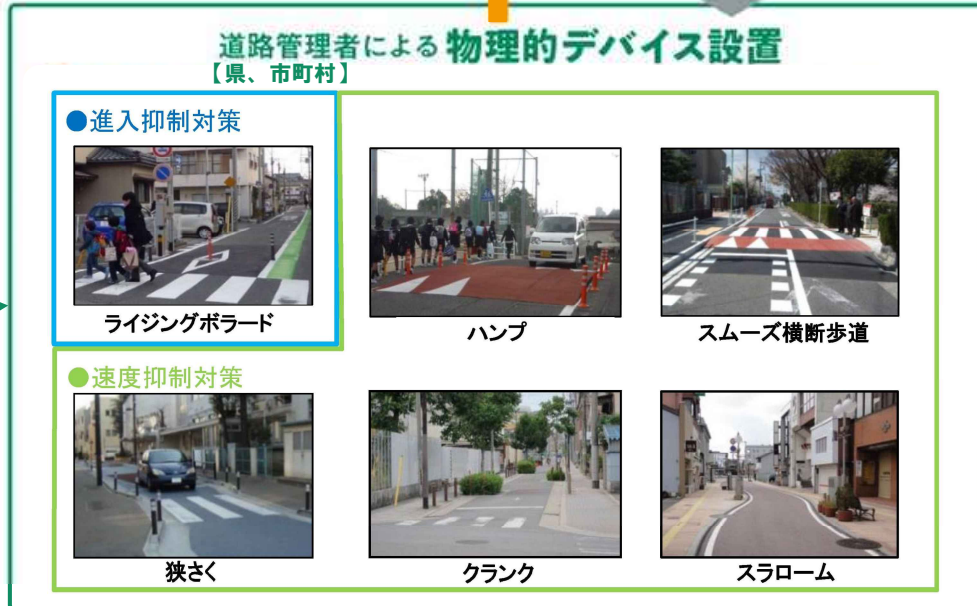 道路管理者による物理的デバイス設置
【県、市町村】
●進入抑制対策
ライジングボラード
ハンプ
スムーズ横断歩道
●速度抑制対策
狭さく
クランク
スラローム